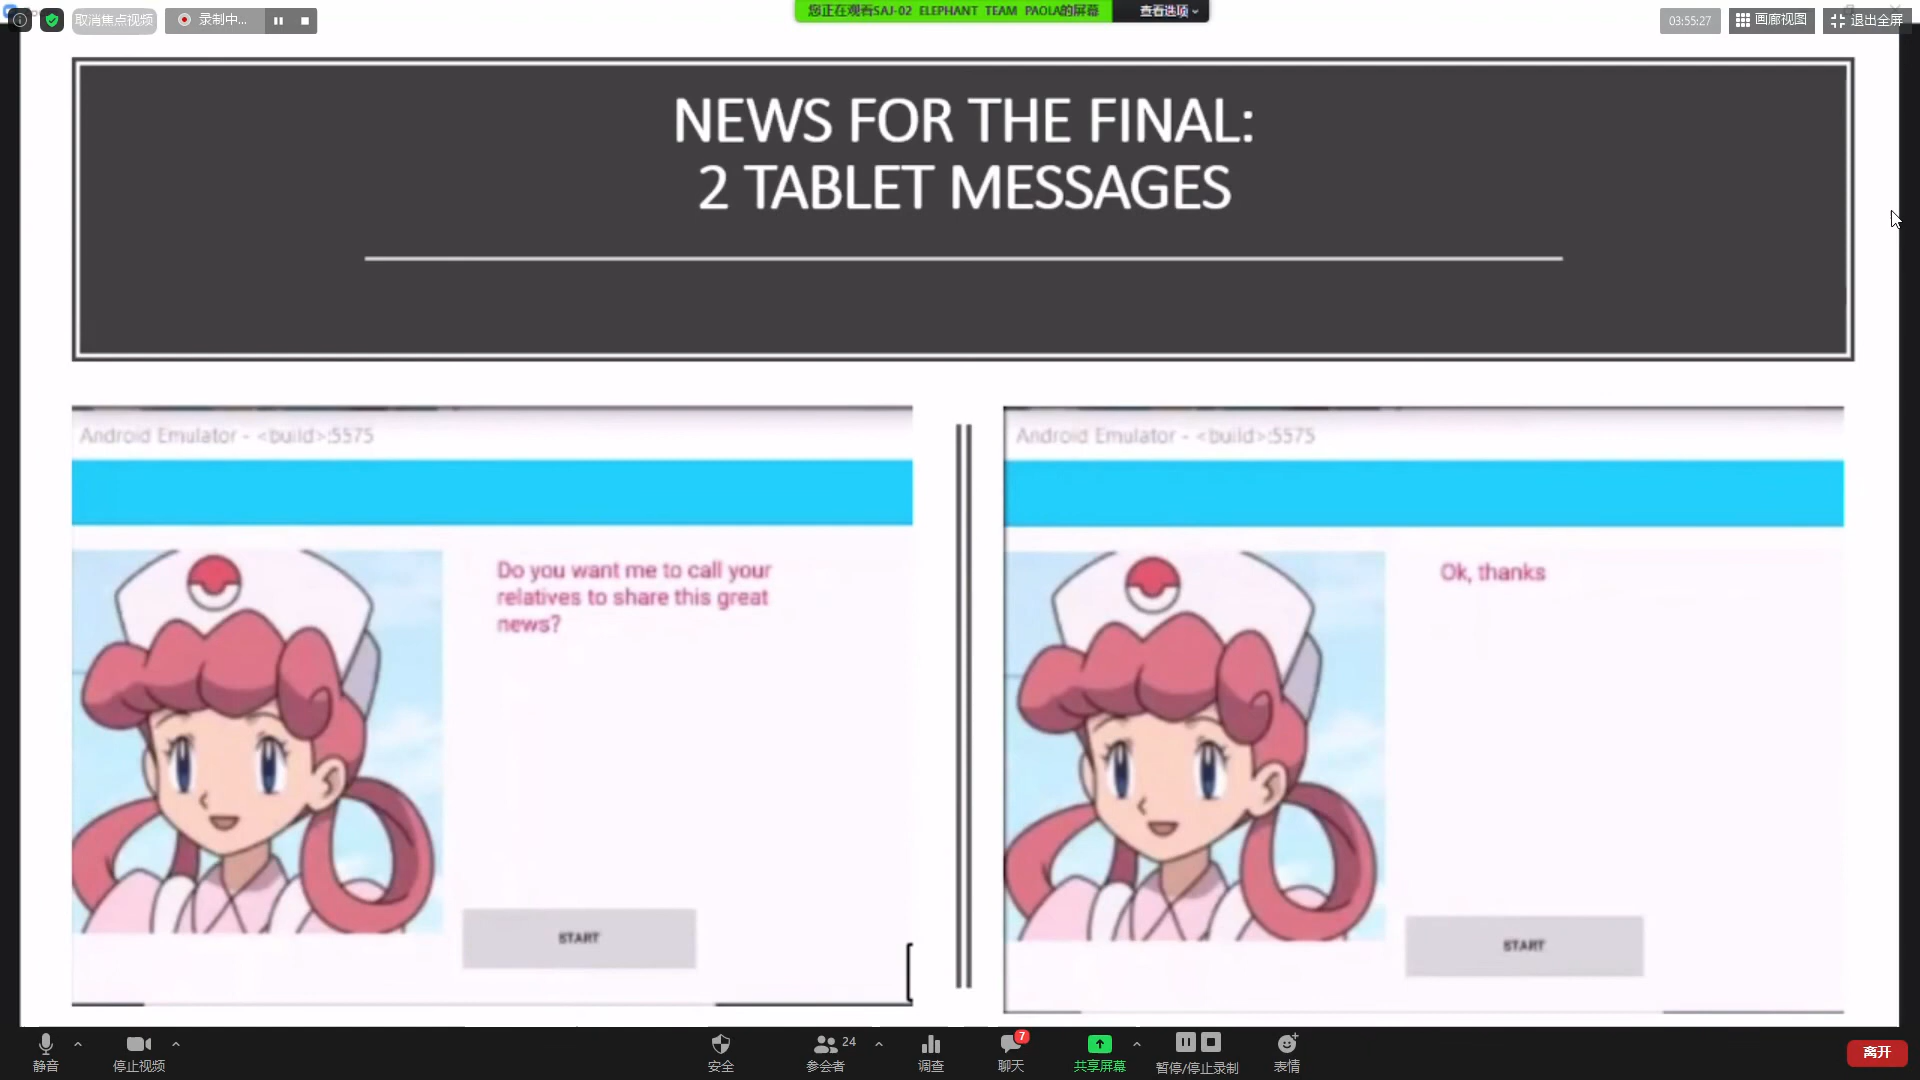 取消焦点视频
录制中...
您正在观看SAJ-02 ELEPHANT TEAM PAOLA的屏幕
查看选项
03:55:27
画廊视图
退出全屏
NEWS FOR THE FINAL:
2 TABLET MESSAGES
Android Emulator - <build>:5575
Do you want me to call your
relatives to share this great
news?
START
Android Emulator - <build>:5575
Ok, thanks
START
静音
停止视频
安全
参会者 24
调查
聊天 7
共享屏幕
暂停/停止录制
表情
离开